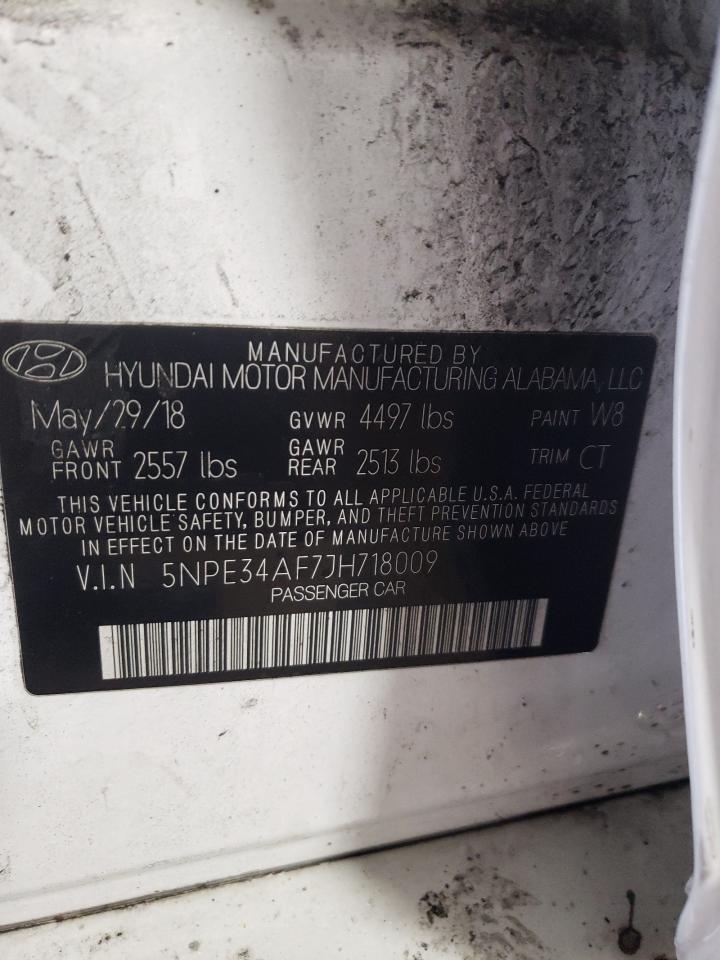 MANUFACTURED BY
HYUNDAI MOTOR MANUFACTURING ALABAMA, LLC
May/29/18 GVWR 4497 lbs PAINT W8
GAWR FRONT 2557 lbs GAWR REAR 2513 lbs TRIM CT
THIS VEHICLE CONFORMS TO ALL APPLICABLE U.S.A. FEDERAL
MOTOR VEHICLE SAFETY, BUMPER, AND THEFT PREVENTION STANDARDS
IN EFFECT ON THE DATE OF MANUFACTURE SHOWN ABOVE
V.I.N 5NPE34AF7JH718009
PASSENGER CAR